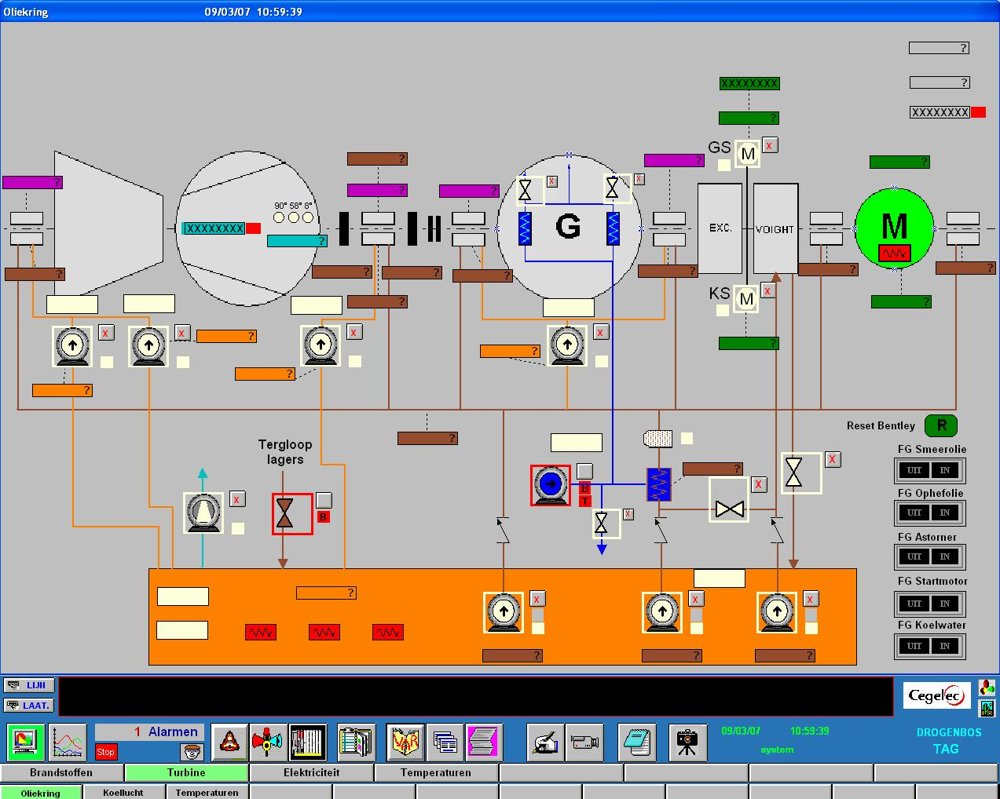 Oliekring 09/03/07 10:59:39
?
?
XXXXXXXX
XXXXXXXX
?
?
?
?
?
?
?
?
GS
M
X
X
X
90° 58° 8°
XXXXXXXX
?
G
EXC.
VOIGHT
M
?
?
?
?
?
?
?
?
?
KS
M
X
?
X
X
X
X
?
?
?
?
?
?
Reset Bentley
R
Tergloop
lagers
FG Smeerolie
UIT IN
X
?
X
B
T
X
FG Ophefolie
UIT IN
X
B
X
FG Astorner
UIT IN
FG Startmotor
UIT IN
?
X
X
X
FG Koelwater
UIT IN
?
?
?
LIJN
LAAT.
Cegelec
1 Alarmen
Stop
VAR
09/03/07 10:59:39
system
DROGENBOS
TAG
Brandstoffen Turbine Elektriciteit Temperaturen
Oliekring Koellucht Temperaturen